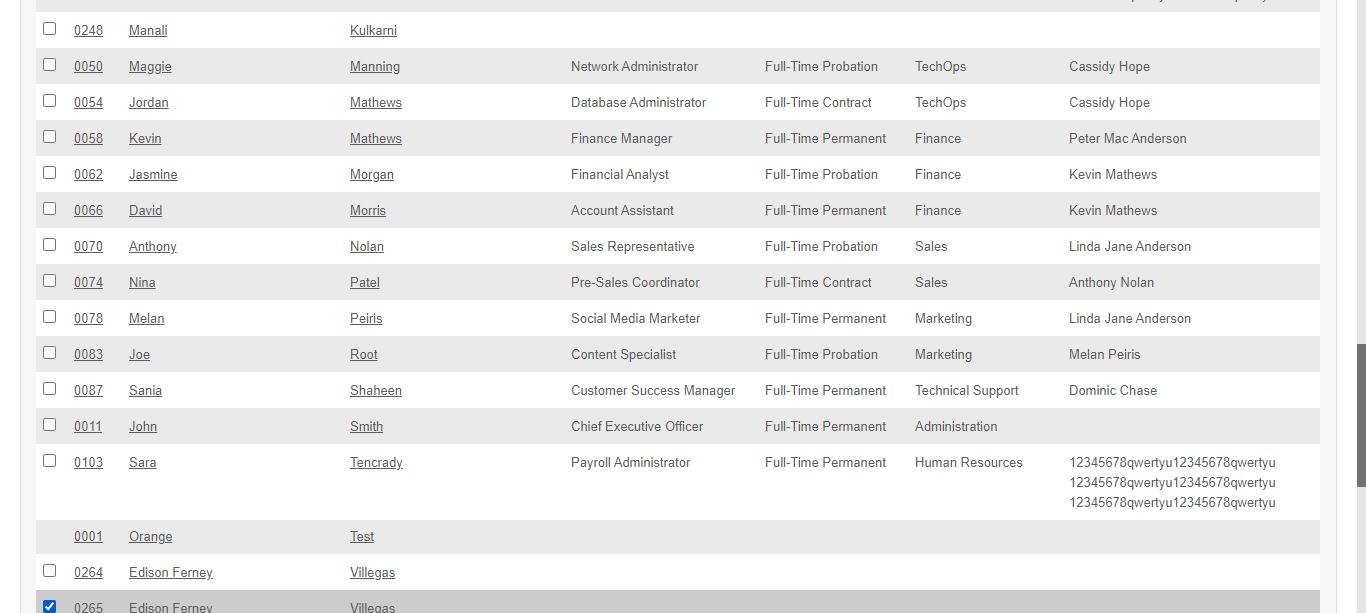 0248 Manali Kulkarni
0050 Maggie Manning Network Administrator Full-Time Probation TechOps Cassidy Hope
0054 Jordan Mathews Database Administrator Full-Time Contract TechOps Cassidy Hope
0058 Kevin Mathews Finance Manager Full-Time Permanent Finance Peter Mac Anderson
0062 Jasmine Morgan Financial Analyst Full-Time Probation Finance Kevin Mathews
0066 David Morris Account Assistant Full-Time Permanent Finance Kevin Mathews
0070 Anthony Nolan Sales Representative Full-Time Probation Sales Linda Jane Anderson
0074 Nina Patel Pre-Sales Coordinator Full-Time Contract Sales Anthony Nolan
0078 Melan Peiris Social Media Marketer Full-Time Permanent Marketing Linda Jane Anderson
0083 Joe Root Content Specialist Full-Time Probation Marketing Melan Peiris
0087 Sania Shaheen Customer Success Manager Full-Time Permanent Technical Support Dominic Chase
0011 John Smith Chief Executive Officer Full-Time Permanent Administration
0103 Sara Tencrady Payroll Administrator Full-Time Permanent Human Resources 12345678qwertyu12345678qwertyu
12345678qwertyu12345678qwertyu
12345678qwertyu12345678qwertyu
0001 Orange Test
0264 Edison Ferney Villegas
0265 Edison Ferney Villegas